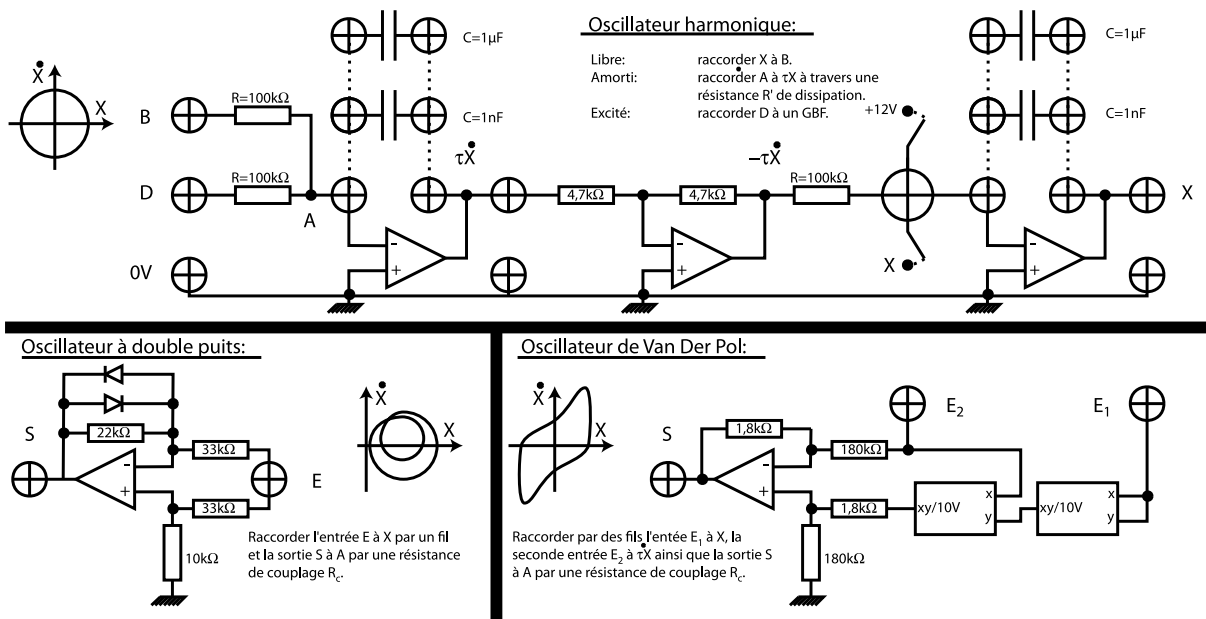 Oscillateur harmonique:
Libre: raccorder X à B.
Amorti: raccorder A à τẊ à travers une
résistance R' de dissipation.
Excité: raccorder D à un GBF.
C=1µF
C=1nF
C=1µF
C=1nF
Ẋ
X
B
R=100kΩ
D
R=100kΩ
A
0V
-
+
τẊ
4,7kΩ
4,7kΩ
-
+
−τẊ
R=100kΩ
+12V
X
-
+
X
Oscillateur à double puits:
S
22kΩ
33kΩ
-
+
33kΩ
E
10kΩ
Ẋ
X
Raccorder l'entrée E à X par un fil
et la sortie S à A par une résistance
de couplage Rc.
Oscillateur de Van Der Pol:
Ẋ
X
S
1,8kΩ
180kΩ
-
+
1,8kΩ
180kΩ
E2
E1
xy/10V
x
y
xy/10V
x
y
Raccorder par des fils l'entée E1 à X, la
seconde entrée E2 à τẊ ainsi que la sortie S
à A par une résistance de couplage Rc.